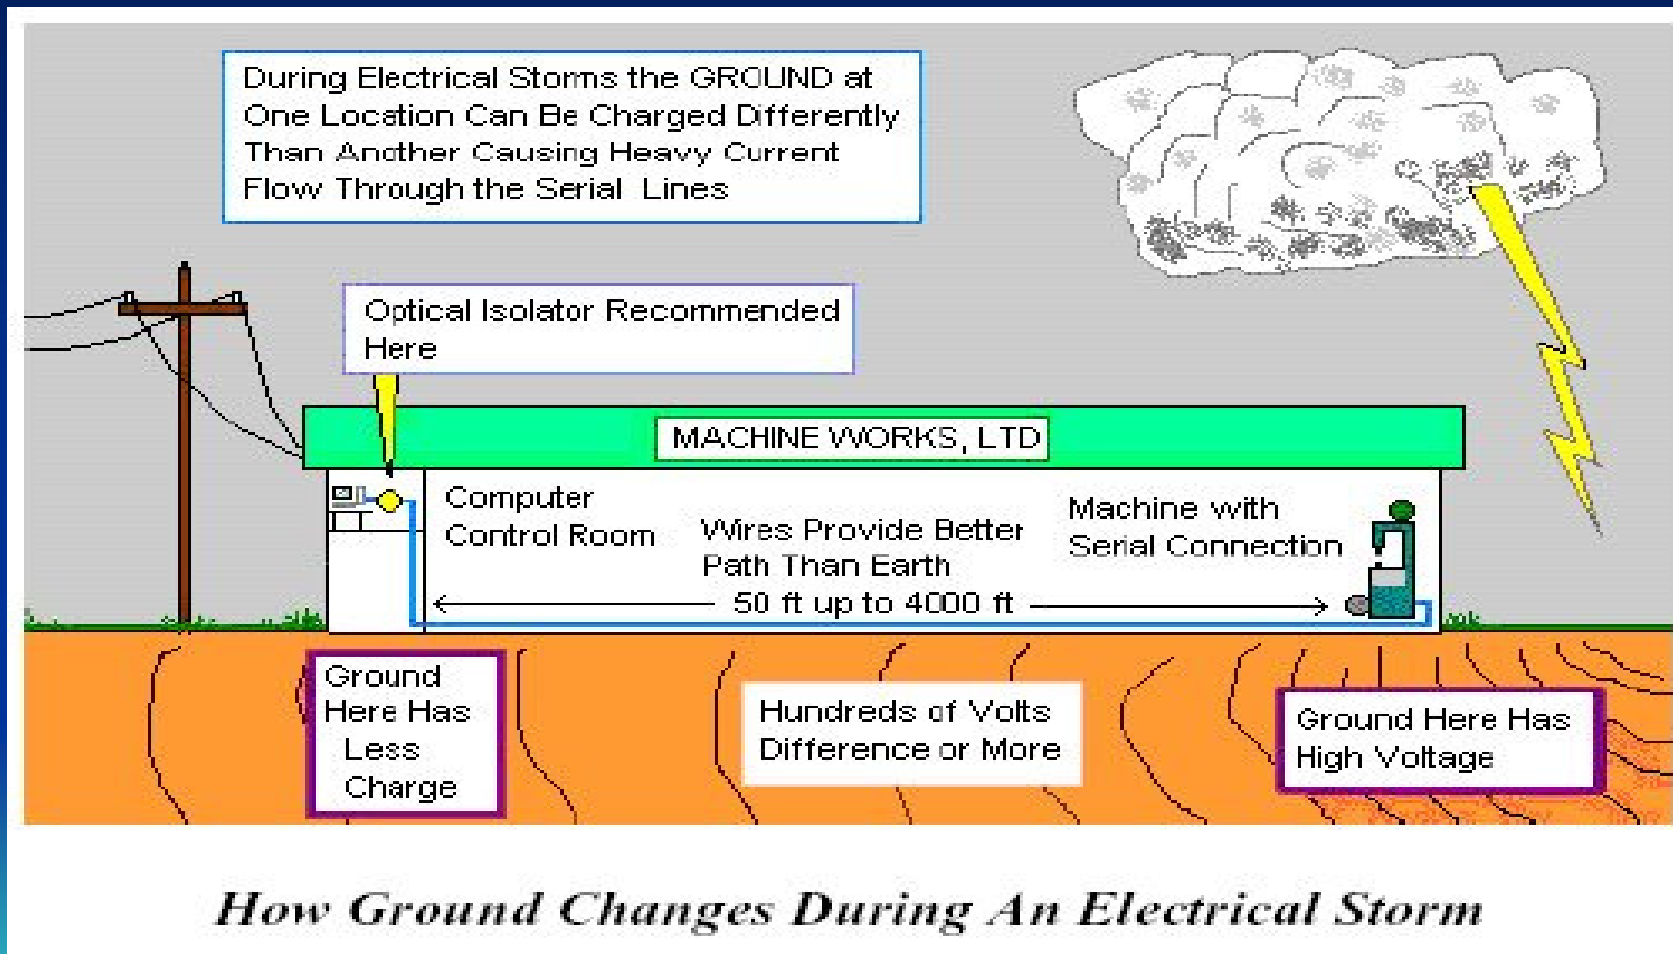 During Electrical Storms the GROUND at
One Location Can Be Charged Differently
Than Another Causing Heavy Current
Flow Through the Serial Lines
Optical Isolator Recommended
Here
MACHINE WORKS, LTD
Computer
Control Room
Wires Provide Better
Path Than Earth
50 ft up to 4000 ft
Machine with
Serial Connection
Ground
Here Has
Less
Charge
Hundreds of Volts
Difference or More
Ground Here Has
High Voltage
How Ground Changes During An Electrical Storm